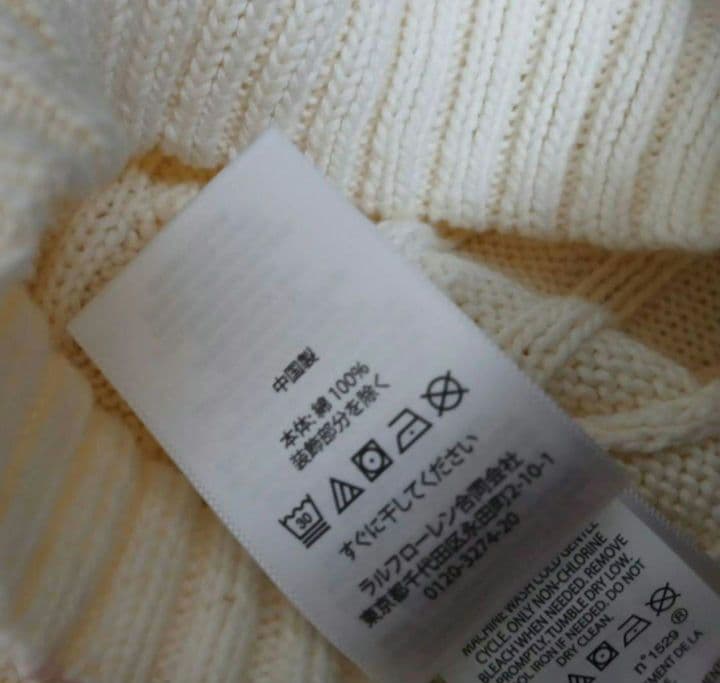 中国製
本体: 綿 100%
装飾部分を除く
30
すぐに干してください
ラルフローレン合同会社
東京都千代田区永田町2-10-1
0120-3274-20
MACHINE WASH COLD GENTLE
CYCLE. ONLY NON-CHLORINE
BLEACH WHEN NEEDED. REMOVE
PROMPTLY. TUMBLE DRY LOW.
IRON IF NEEDED. DO NOT
DRY CLEAN.
n° 1529 ®